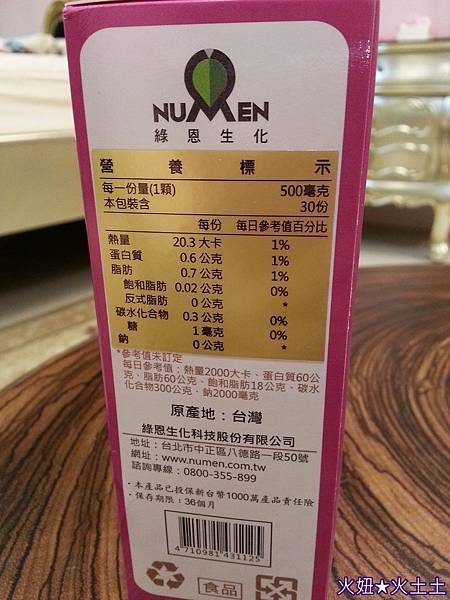 NUMEN
綠恩生化
營養標示
每一份量(1顆) 500毫克
本包裝含 30份
每份 每日參考值百分比
熱量 20.3 大卡 1%
蛋白質 0.6 公克 1%
脂肪 0.7 公克 1%
飽和脂肪 0.02 公克 0%
反式脂肪 0 公克 *
碳水化合物 0.3 公克 0%
糖 1 毫克 0%
鈉 0 公克 *
*參考值未訂定
每日參考值；熱量2000大卡、蛋白質60公
克、脂肪60公克、飽和脂肪18公克、碳水
化合物300公克、鈉2000毫克
原產地：台灣
綠恩生化科技股份有限公司
地址：台北市中正區八德路一段50號
網址：www.numen.com.tw
諮詢專線：0800-355-899
·本產品已投保新台幣1000萬產品責任險
·保存期限：36個月
4 710981 431125
食品
火妞★火土土